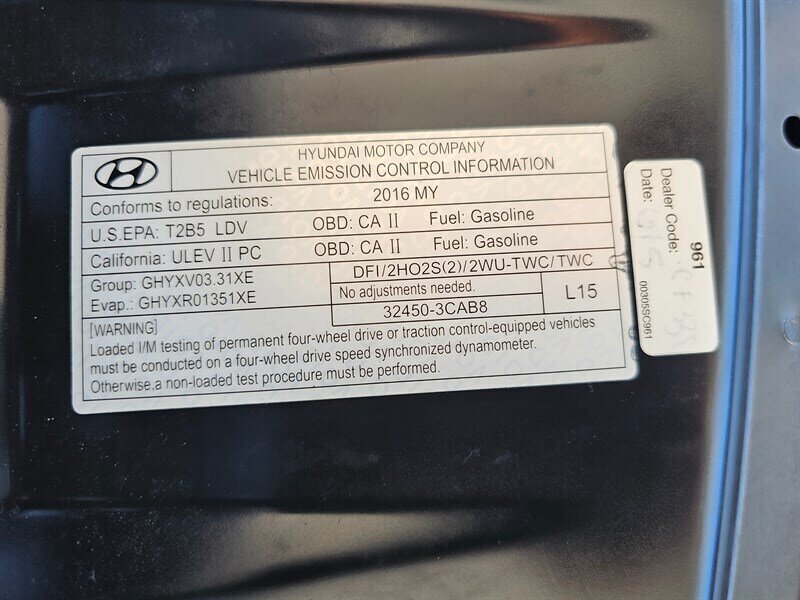 HYUNDAI MOTOR COMPANY
VEHICLE EMISSION CONTROL INFORMATION
Conforms to regulations: 2016 MY
U.S.EPA: T2B5 LDV OBD: CA II Fuel: Gasoline
California: ULEV II PC OBD: CA II Fuel: Gasoline
Group: GHYXV03.31XE
Evap.: GHYXR01351XE
DFI/2HO2S(2)/2WU-TWC/TWC
No adjustments needed.
32450-3CAB8
L15
[WARNING]
Loaded I/M testing of permanent four-wheel drive or traction control-equipped vehicles
must be conducted on a four-wheel drive speed synchronized dynamometer.
Otherwise,a non-loaded test procedure must be performed.
961
Dealer Code:
Date:
00305SC961